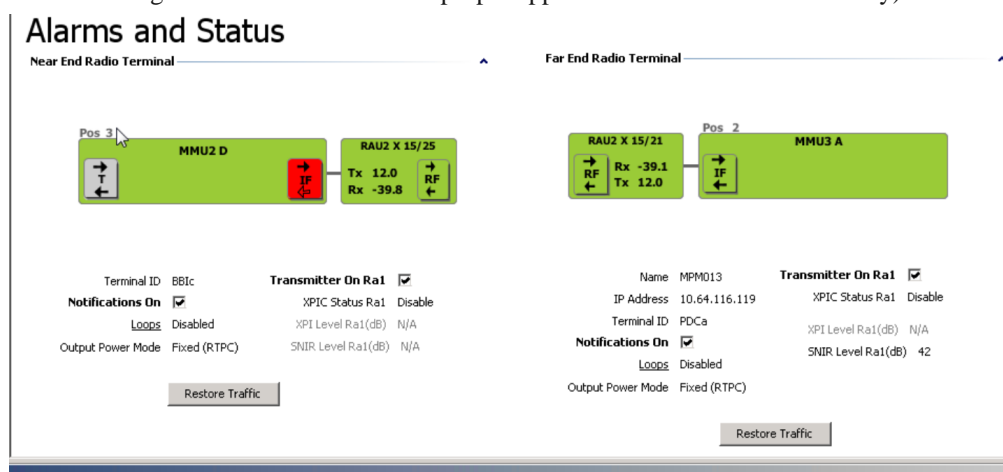 Alarms and Status
Near End Radio Terminal
Pos 3
MMU2 D
T
IF
RAU2 X 15/25
Tx 12.0
Rx -39.8
RF
Terminal ID BBIc
Notifications On
Loops Disabled
Output Power Mode Fixed (RTPC)
Transmitter On Ra1
XPIC Status Ra1 Disable
XPI Level Ra1(dB) N/A
SNIR Level Ra1(dB) N/A
Restore Traffic
Far End Radio Terminal
RAU2 X 15/21
RF
Rx -39.1
Tx 12.0
Pos 2
IF
MMU3 A
Name MPM013
IP Address 10.64.116.119
Terminal ID PDCa
Notifications On
Loops Disabled
Output Power Mode Fixed (RTPC)
Transmitter On Ra1
XPIC Status Ra1 Disable
XPI Level Ra1(dB) N/A
SNIR Level Ra1(dB) 42
Restore Traffic